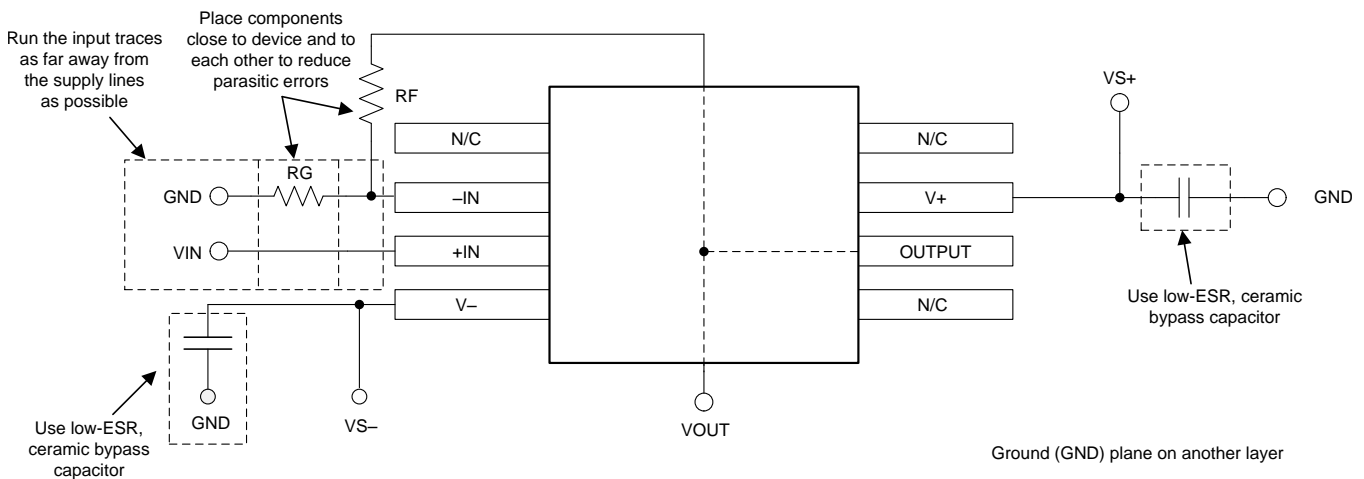 Place components
close to device and to
each other to reduce
parasitic errors
Run the input traces
as far away from
the supply lines
as possible
RF
VS+
N/C
N/C
RG
GND
–IN
V+
GND
VIN
+IN
OUTPUT
V–
N/C
Use low-ESR, ceramic
bypass capacitor
GND
VS–
VOUT
Use low-ESR,
ceramic bypass
capacitor
Ground (GND) plane on another layer